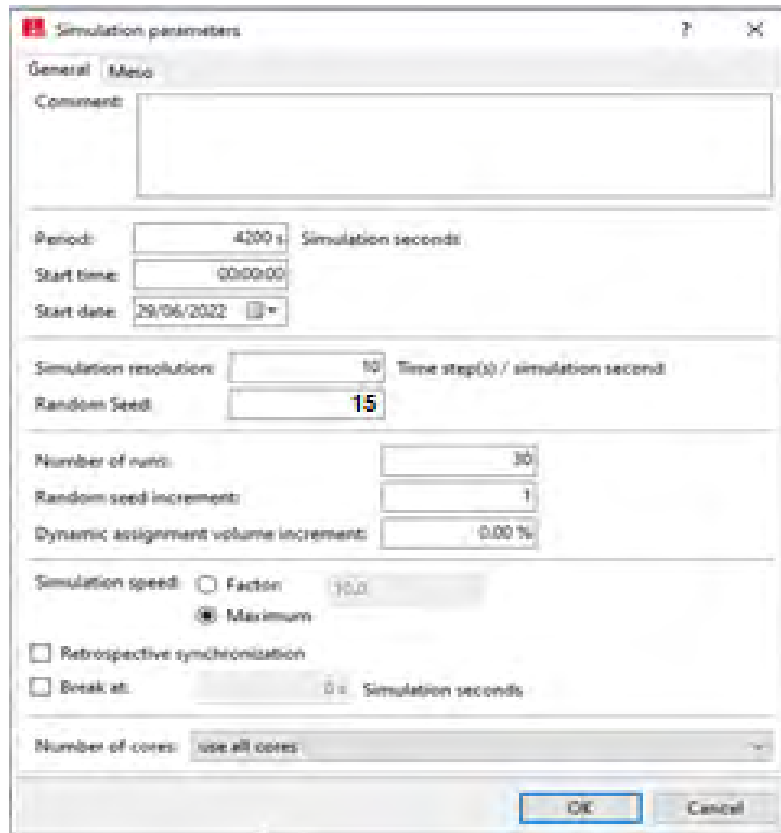 Simulation parameters ? ×
General Meso
Comment:
Period: 4200 s Simulation seconds
Start time: 00:00:00
Start date: 29/06/2022
Simulation resolution: 10 Time step(s) / simulation second
Random Seed: 15
Number of runs: 30
Random seed increment: 1
Dynamic assignment volume increment: 0.00 %
Simulation speed: Factor: 10.0
Maximum
Retrospective synchronization
Break at: 0 s Simulation seconds
Number of cores: use all cores
OK Cancel